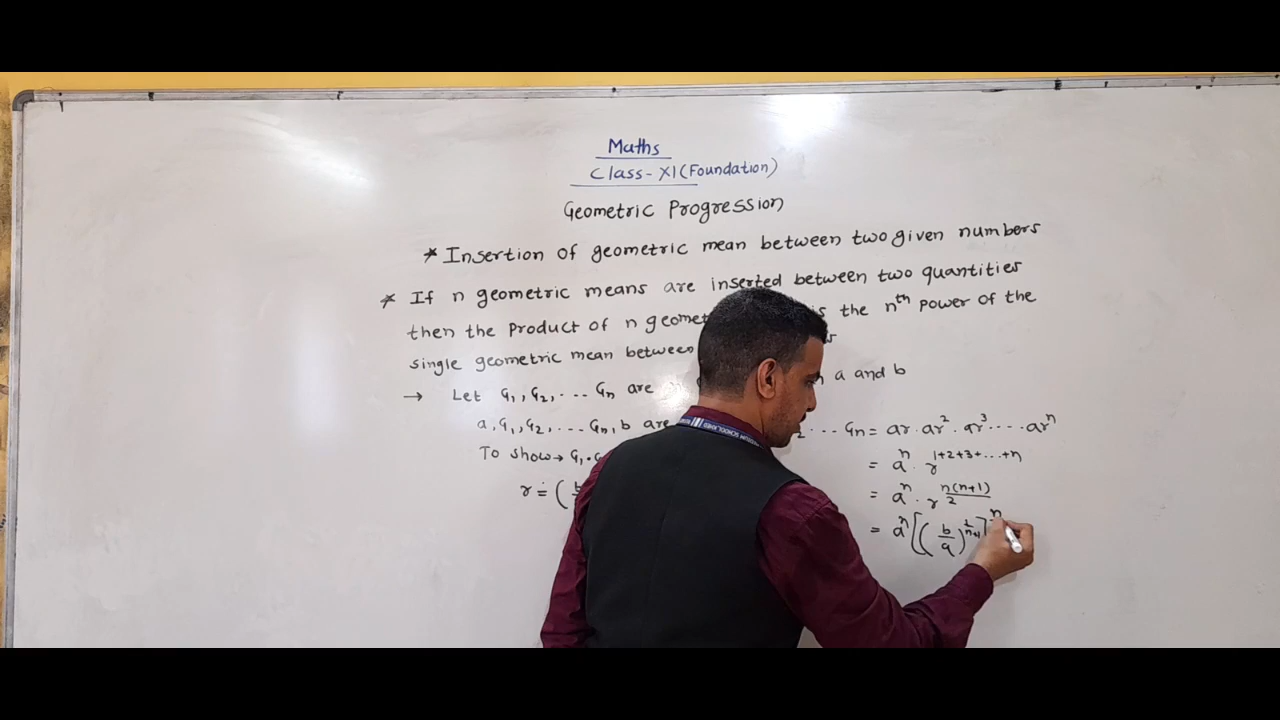 Maths
Class-XI (Foundation)
Geometric Progression
* Insertion of geometric mean between two given numbers
* If n geometric means are inserted between two quantities
then the product of n geomet is the nth power of the
single geometric mean between
→ Let G₁, G₂, ... Gₙ are a and b
a, G₁, G₂, ... Gₙ, b are
2 ... Gₙ = ar · ar² · ar³ .... arⁿ
To show → G₁ ·
= aⁿ · r^(1+2+3+...+n)
r = (
= aⁿ · r^(n(n+1)/2)
= aⁿ [(b/a)^(1/(n+1))]^n